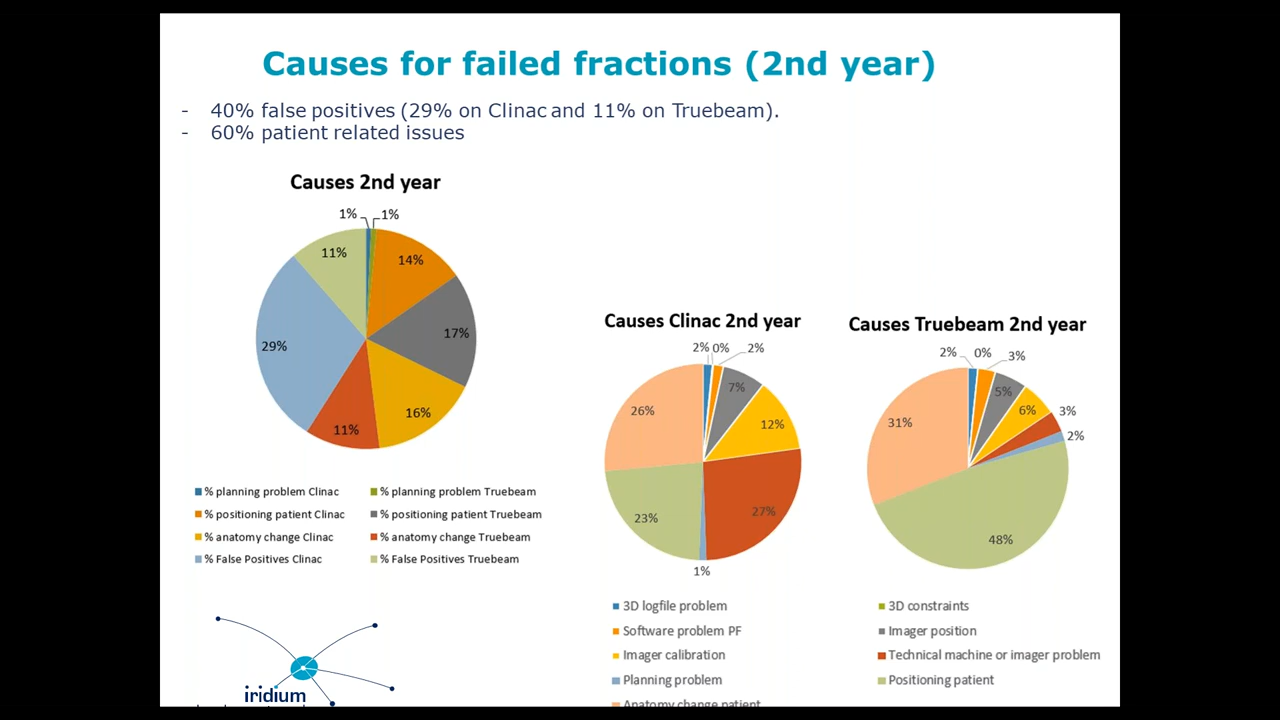 Causes for failed fractions (2nd year)
- 40% false positives (29% on Clinac and 11% on Truebeam).
- 60% patient related issues
Causes 2nd year
1% 1%
11% 14%
29% 17%
11% 16%
% planning problem Clinac % planning problem Truebeam
% positioning patient Clinac % positioning patient Truebeam
% anatomy change Clinac % anatomy change Truebeam
% False Positives Clinac % False Positives Truebeam
iridium
Causes Clinac 2nd year
2% 0% 2%
7%
26% 12%
23% 27%
1%
Causes Truebeam 2nd year
2% 0% 3%
5%
6% 3%
31% 2%
48%
3D logfile problem 3D constraints
Software problem PF Imager position
Imager calibration Technical machine or imager problem
Planning problem Positioning patient
Anatomy change patient